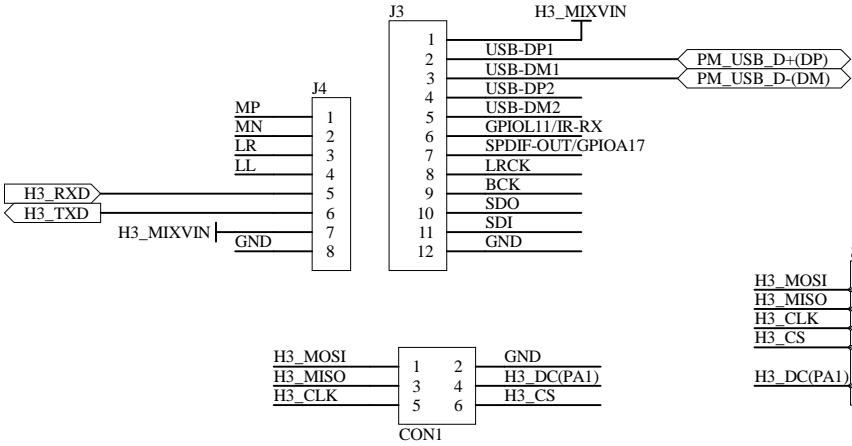 J3
H3_MIXVIN
1
USB-DP1
2
PM_USB_D+(DP)
USB-DM1
3
PM_USB_D-(DM)
USB-DP2
4
USB-DM2
5
GPIOL11/IR-RX
6
SPDIF-OUT/GPIOA17
7
LRCK
8
BCK
9
SDO
10
SDI
11
GND
12
J4
MP
1
MN
2
LR
3
LL
4
H3_RXD
5
H3_TXD
6
H3_MIXVIN
7
GND
8
H3_MOSI
H3_MISO
H3_CLK
H3_CS
H3_DC(PA1)
H3_MOSI 1 2 GND
H3_MISO 3 4 H3_DC(PA1)
H3_CLK 5 6 H3_CS
CON1